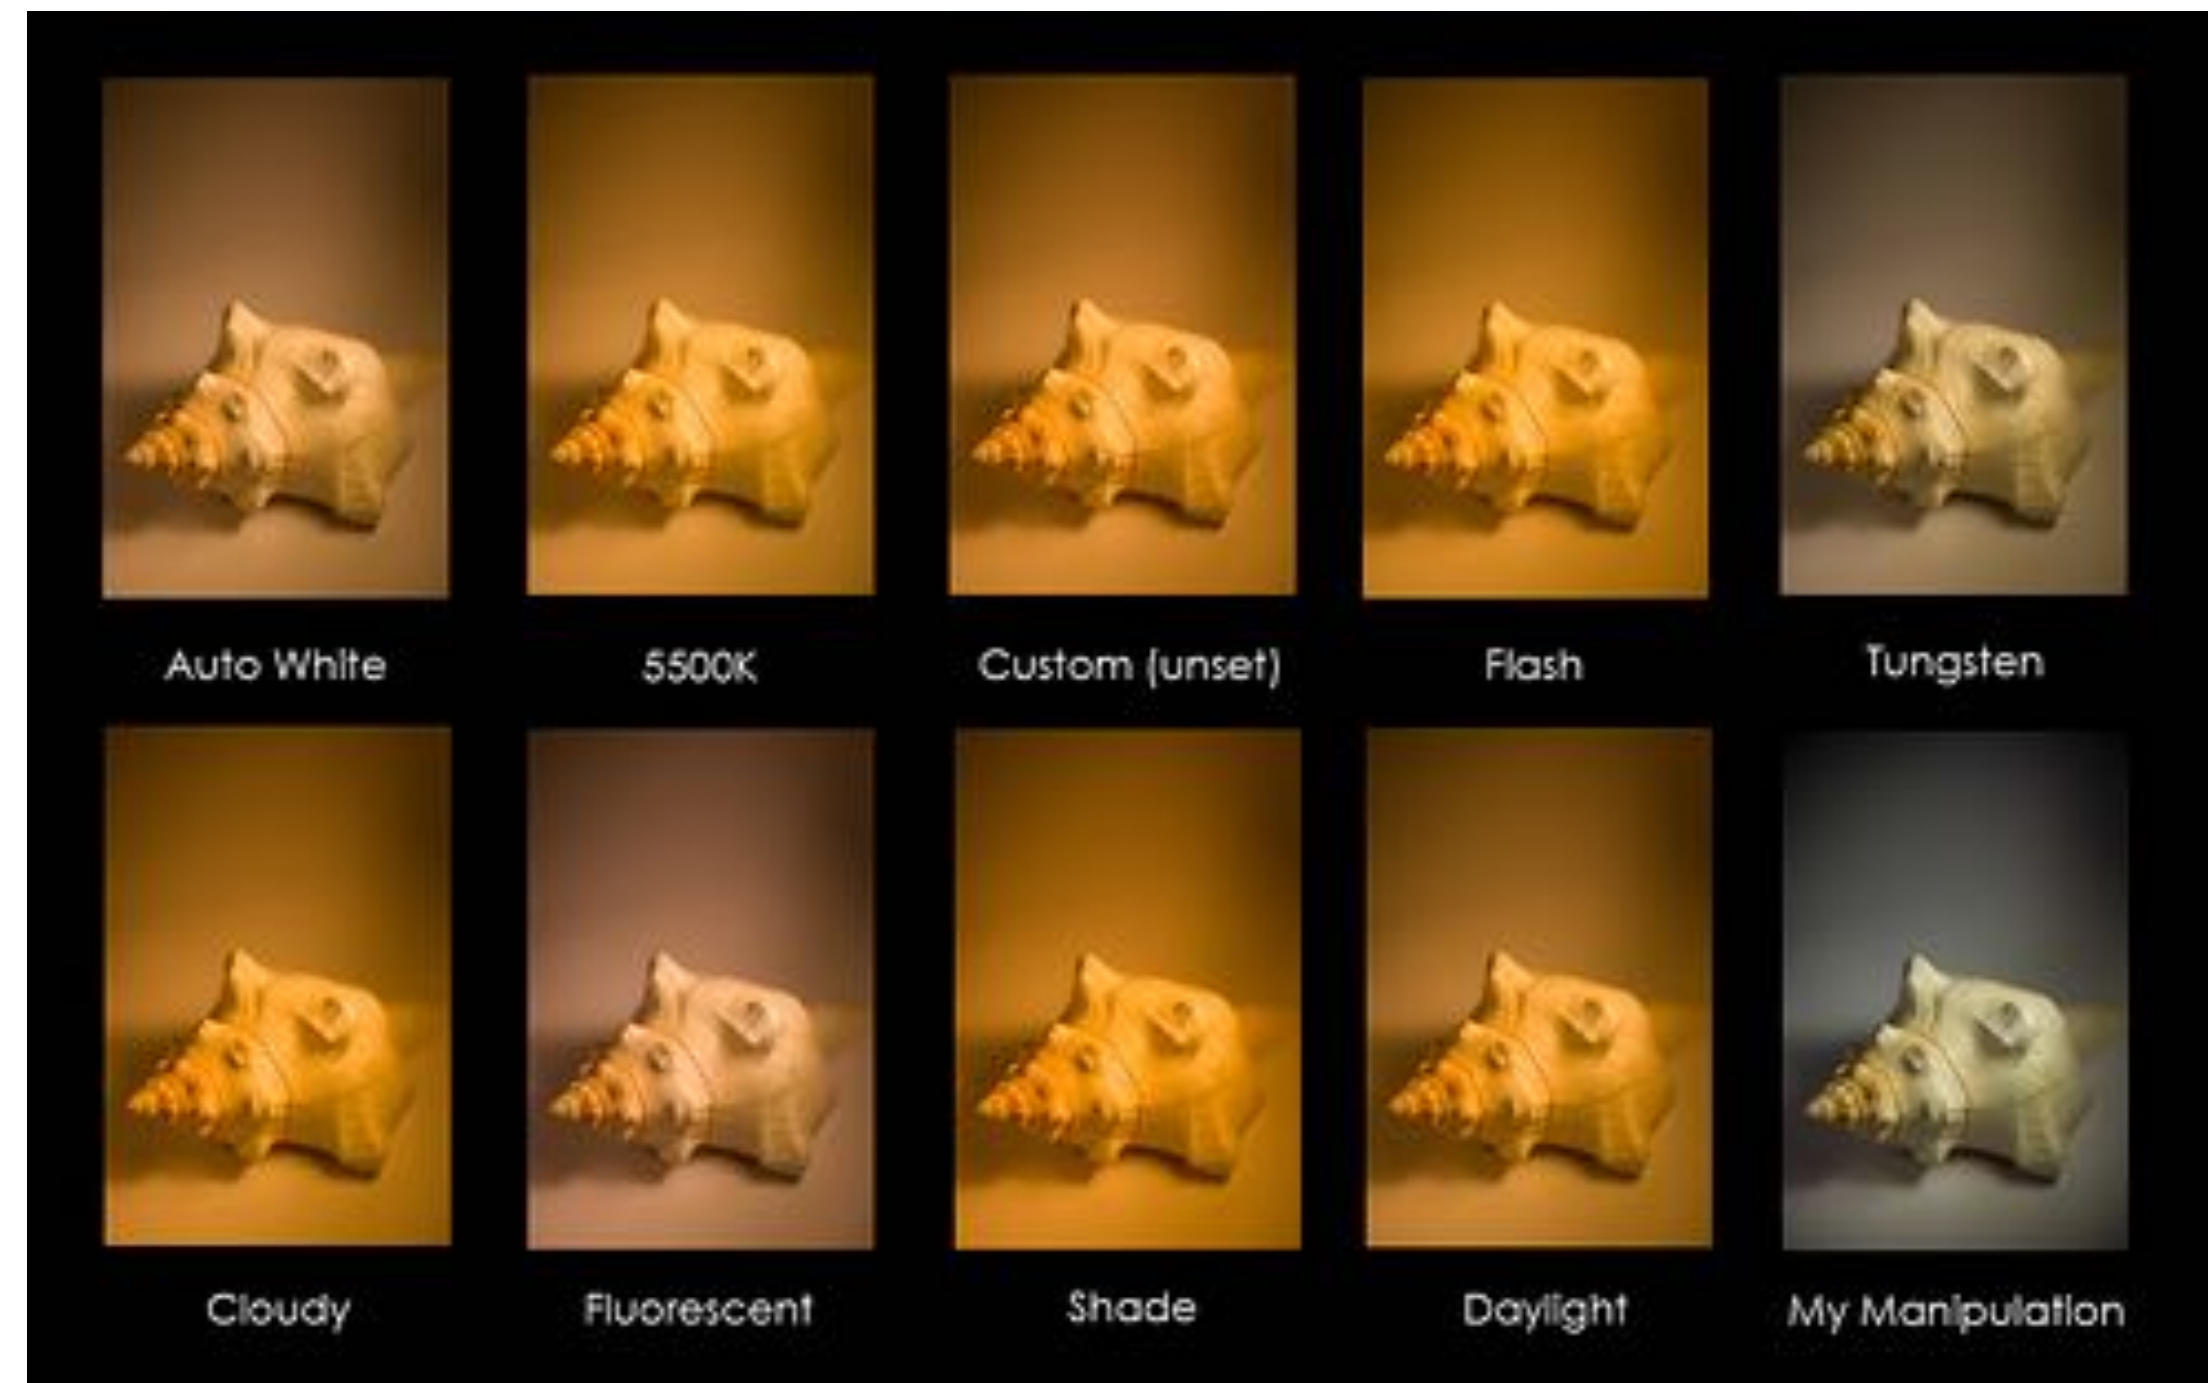 Auto White
5500K
Custom (unset)
Flash
Tungsten
Cloudy
Fluorescent
Shade
Daylight
My Manipulation